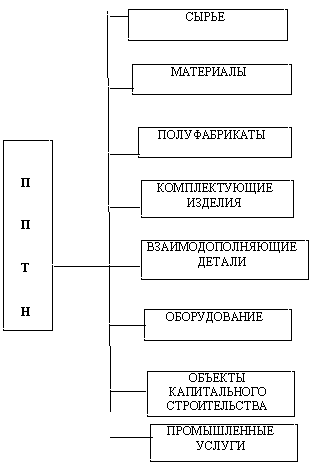 СЫРЬЕ
МАТЕРИАЛЫ
ПОЛУФАБРИКАТЫ
КОМПЛЕКТУЮЩИЕ
ИЗДЕЛИЯ
П
П
Т
Н
ВЗАИМОДОПОЛНЯЮЩИЕ
ДЕТАЛИ
ОБОРУДОВАНИЕ
ОБЪЕКТЫ
КАПИТАЛЬНОГО
СТРОИТЕЛЬСТВА
ПРОМЫШЛЕННЫЕ
УСЛУГИ